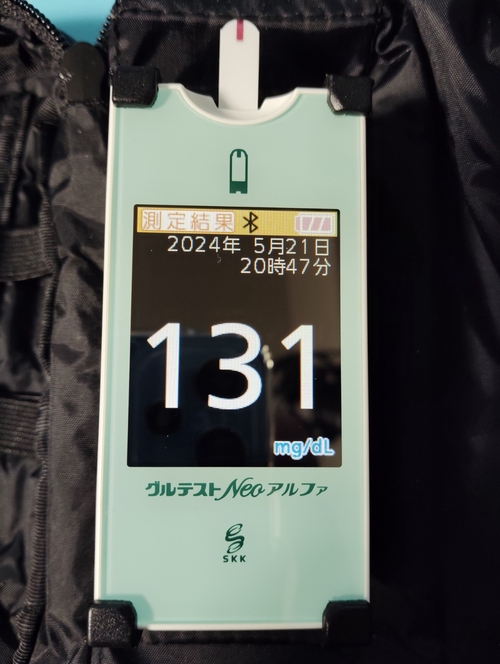 測定結果
2024年 5月21日
20時47分
131
mg/dL
グルテストNeoアルファ
SKK